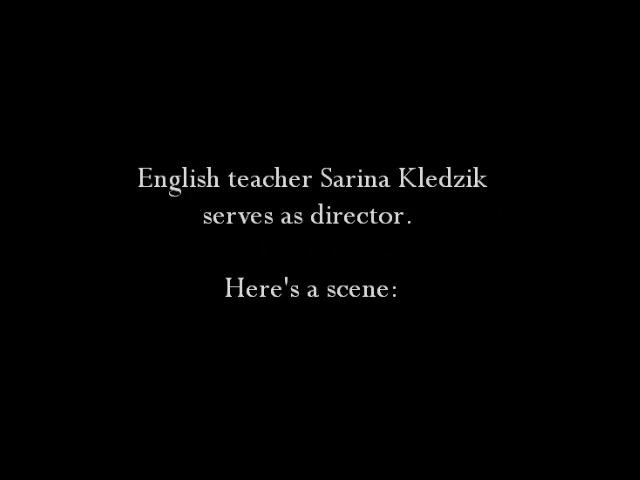 English teacher Sarina Kledzik
serves as director.
Here's a scene: